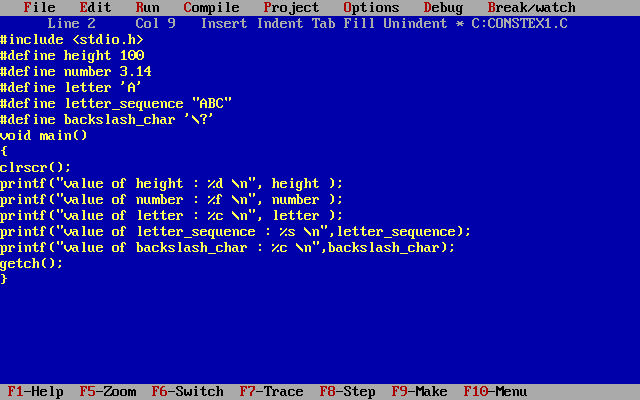 File Edit Run Compile Project Options Debug Break/watch
Line 2 Col 9 Insert Indent Tab Fill Unindent * C:CONSTEX1.C
#include <stdio.h>
#define height 100
#define number 3.14
#define letter 'A'
#define letter_sequence "ABC"
#define backslash_char '\?'
void main()
{
clrscr();
printf("value of height : %d \n", height );
printf("value of number : %f \n", number );
printf("value of letter : %c \n", letter );
printf("value of letter_sequence : %s \n",letter_sequence);
printf("value of backslash_char : %c \n",backslash_char);
getch();
}
F1-Help F5-Zoom F6-Switch F7-Trace F8-Step F9-Make F10-Menu